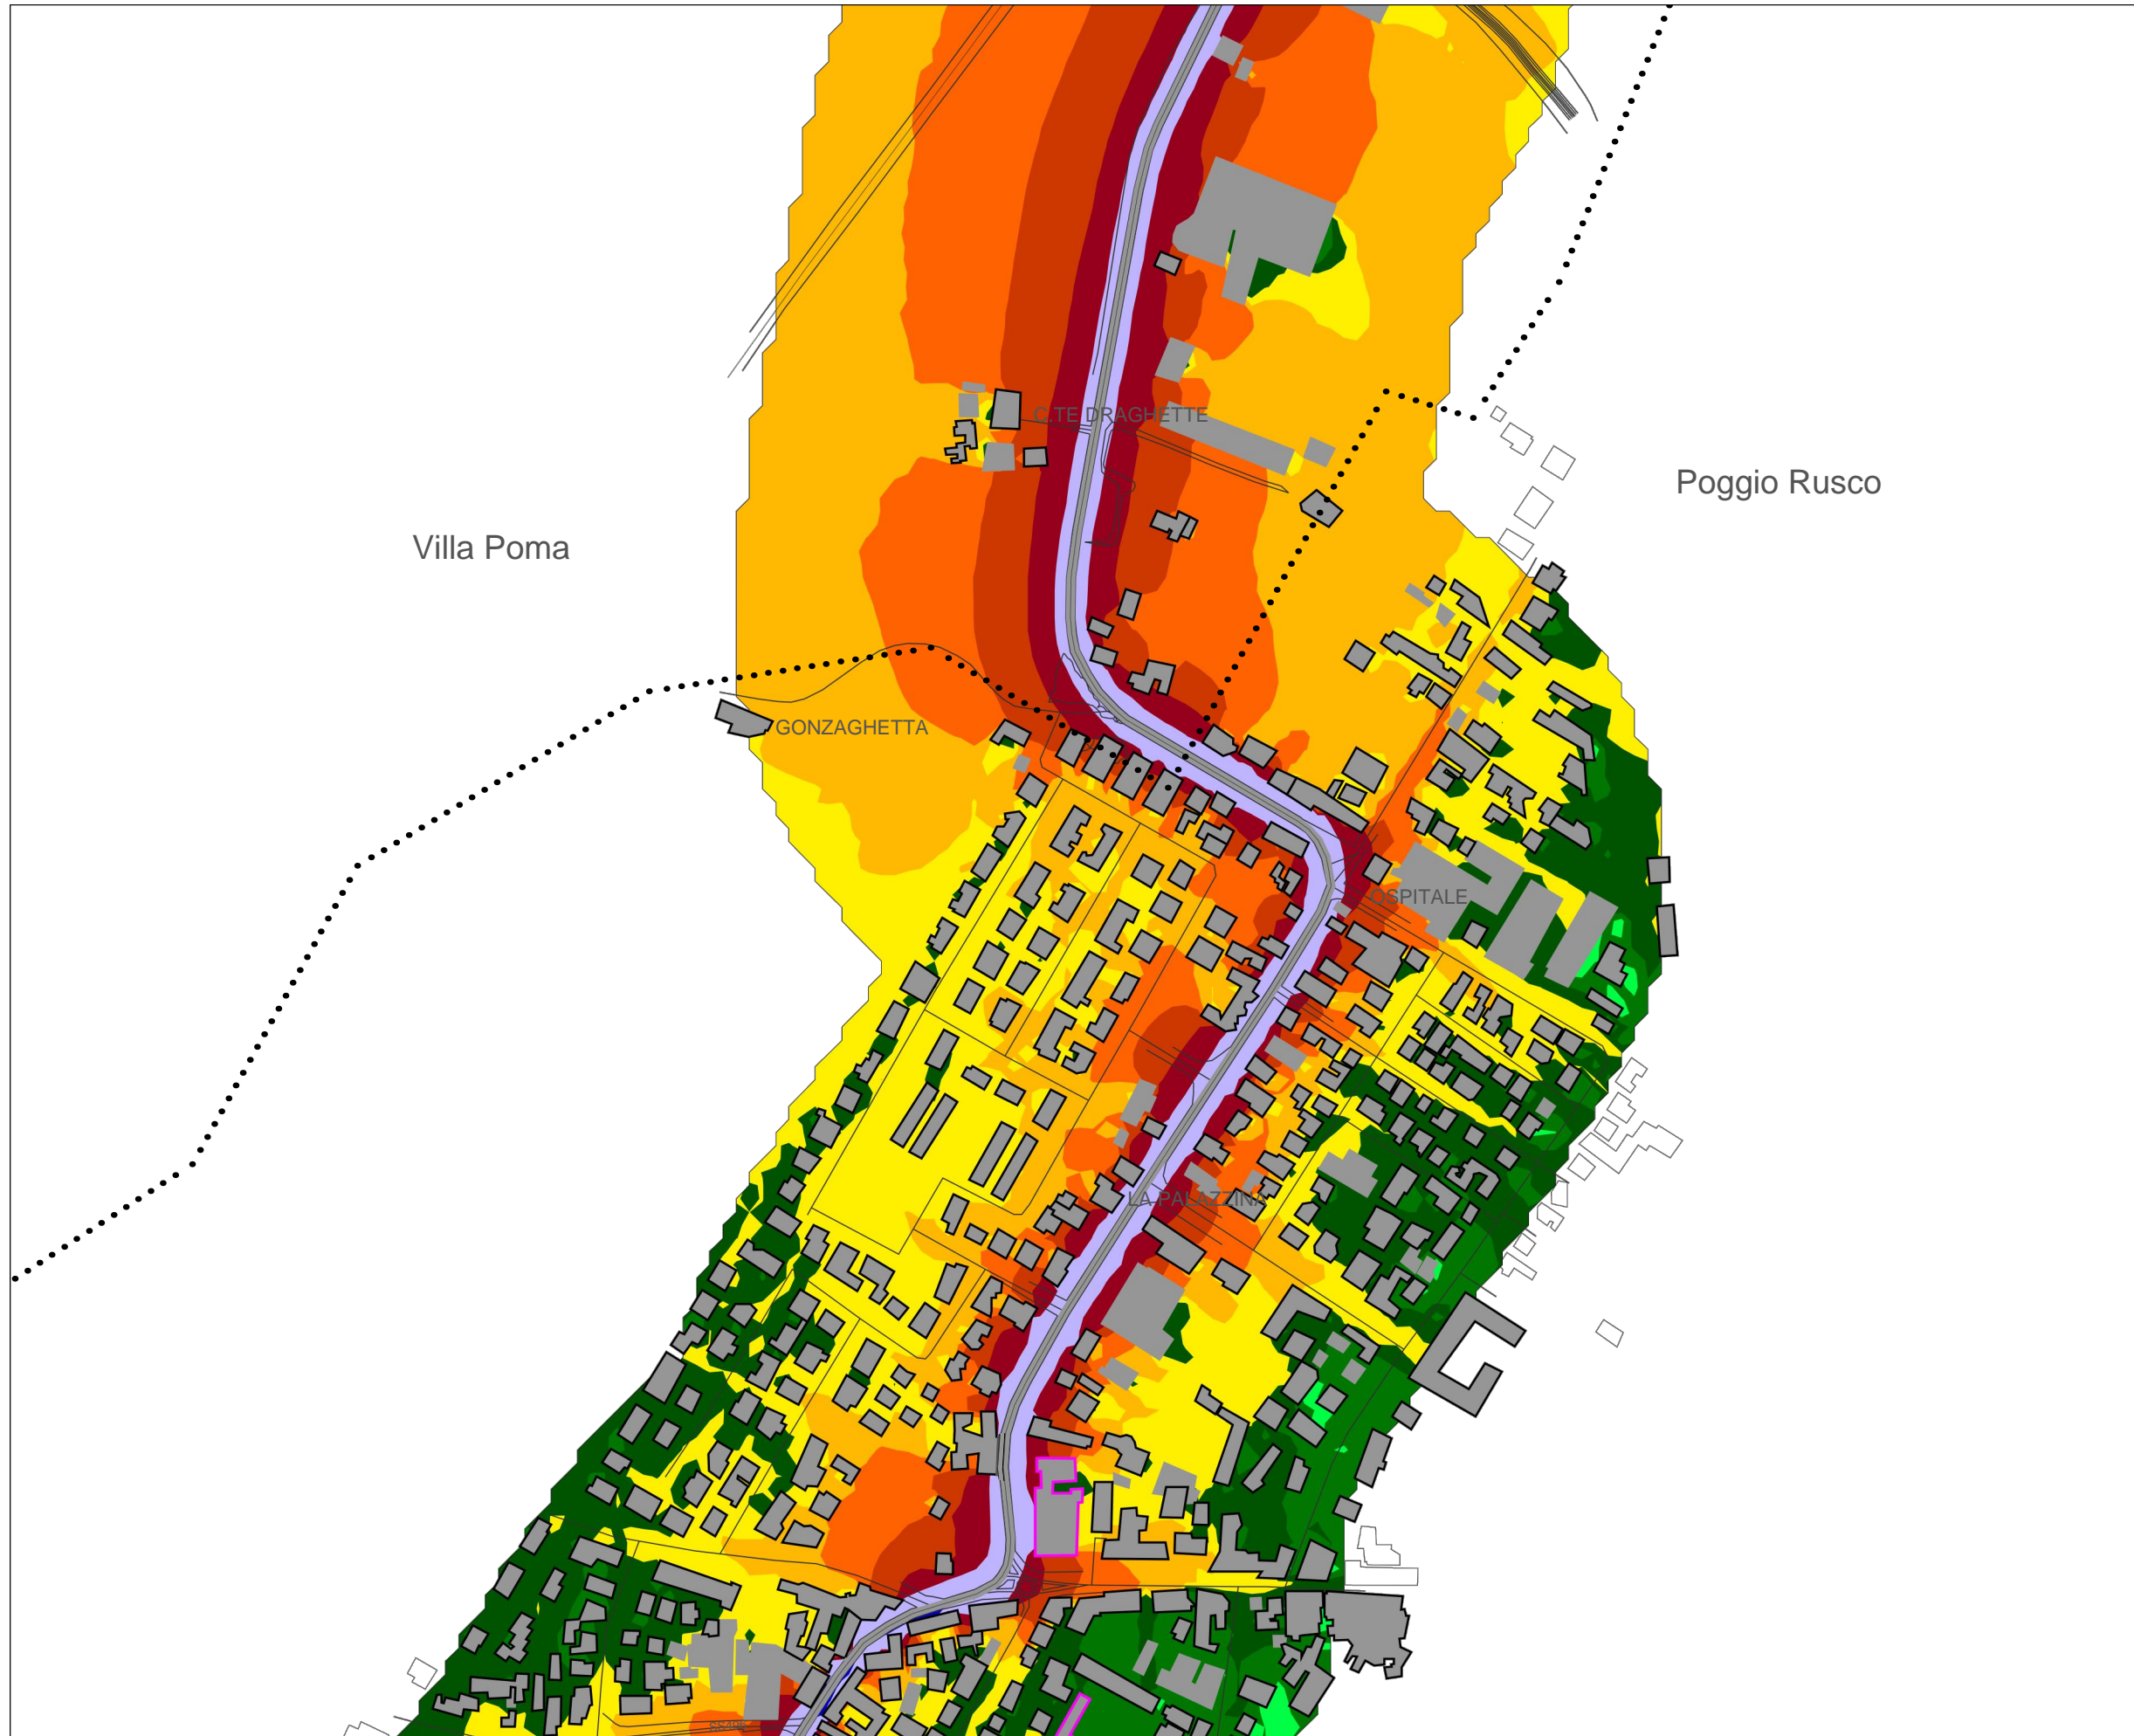 C.TE DRAGHETTE
Poggio Rusco
Villa Poma
GONZAGHETTA
OSPITALE
LA PALAZZINA